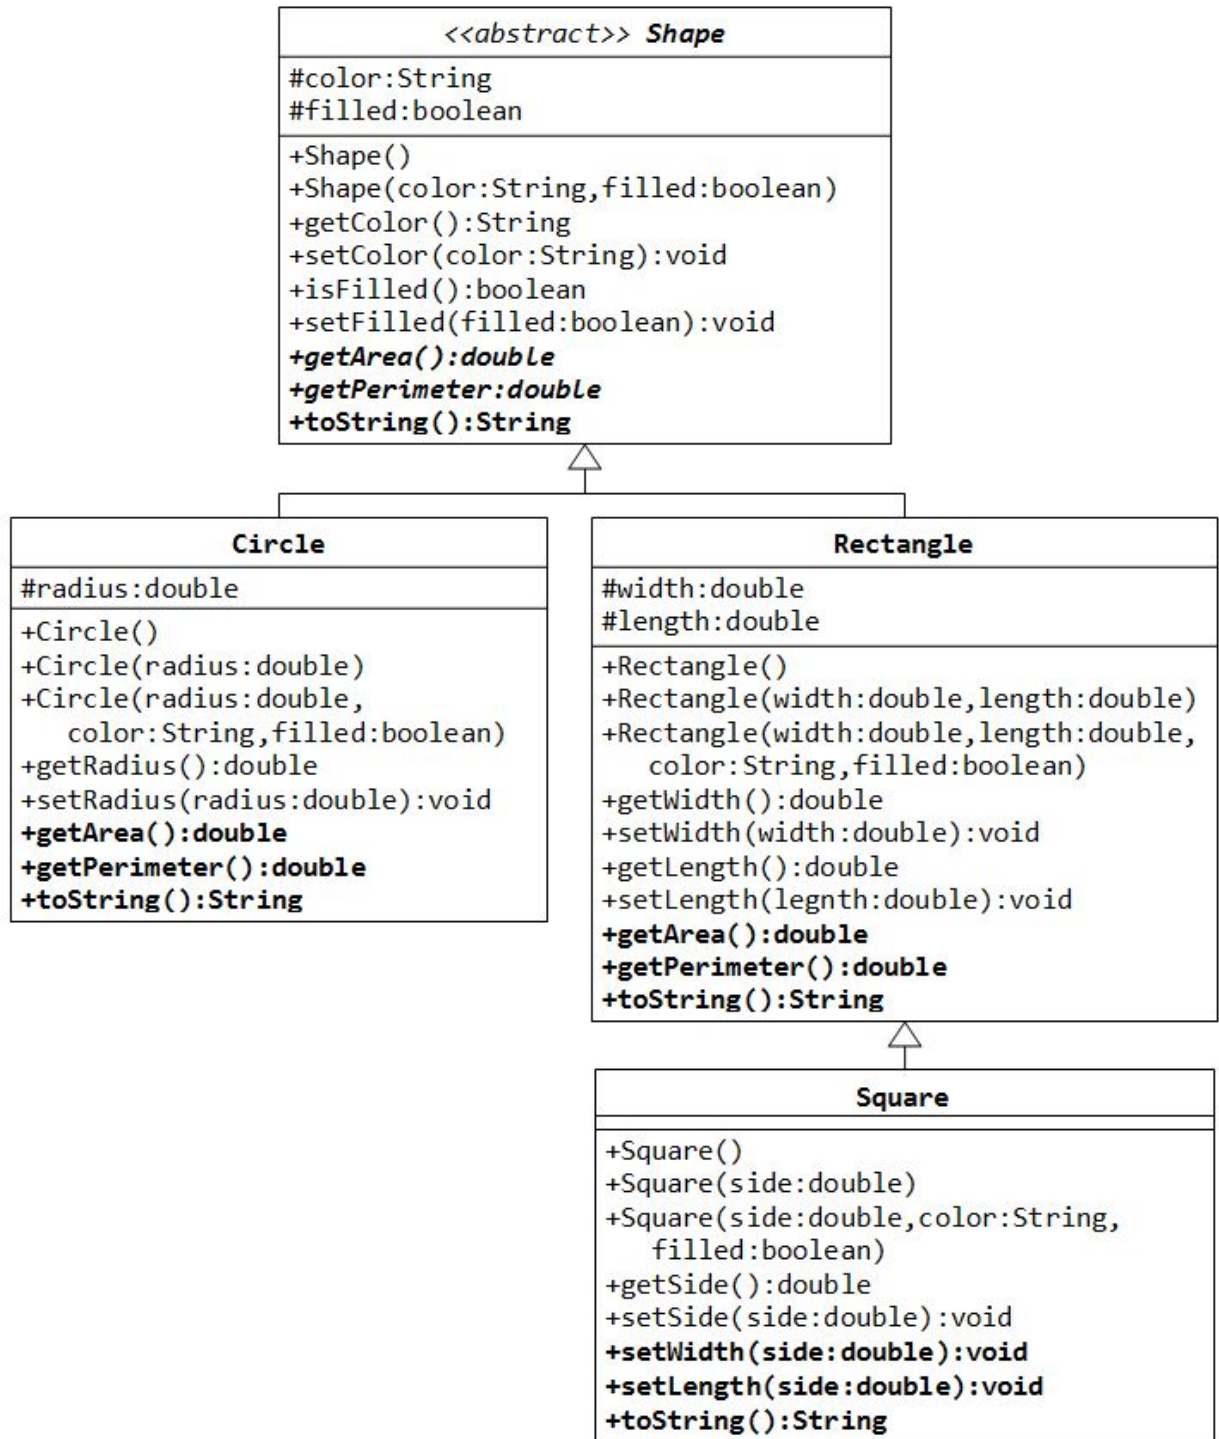 <<abstract>> Shape
#color:String
#filled:boolean
+Shape()
+Shape(color:String,filled:boolean)
+getColor():String
+setColor(color:String):void
+isFilled():boolean
+setFilled(filled:boolean):void
+getArea():double
+getPerimeter:double
+toString():String
Circle
#radius:double
+Circle()
+Circle(radius:double)
+Circle(radius:double,
color:String,filled:boolean)
+getRadius():double
+setRadius(radius:double):void
+getArea():double
+getPerimeter():double
+toString():String
Rectangle
#width:double
#length:double
+Rectangle()
+Rectangle(width:double,length:double)
+Rectangle(width:double,length:double,
color:String,filled:boolean)
+getWidth():double
+setWidth(width:double):void
+getLength():double
+setLength(legnth:double):void
+getArea():double
+getPerimeter():double
+toString():String
Square
+Square()
+Square(side:double)
+Square(side:double,color:String,
filled:boolean)
+getSide():double
+setSide(side:double):void
+setWidth(side:double):void
+setLength(side:double):void
+toString():String